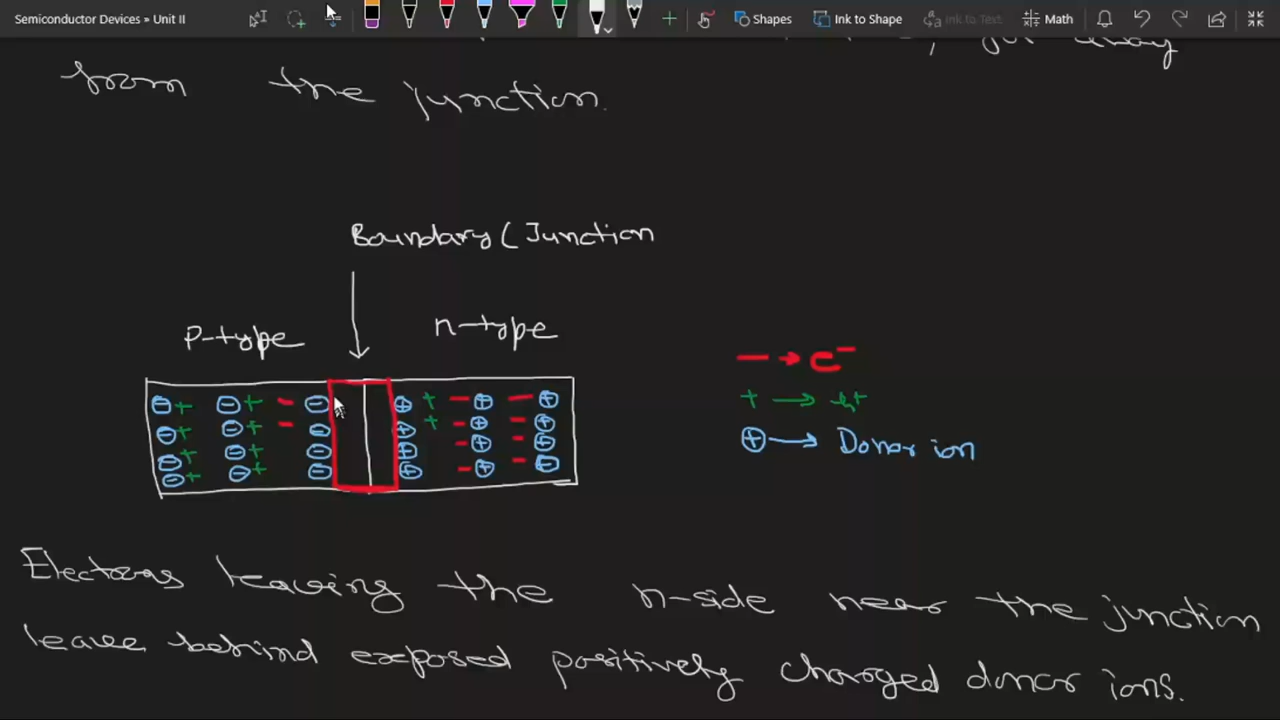 Semiconductor Devices » Unit II
Shapes
Ink to Shape
Ink to Text
Math
from the junction.
Boundary (Junction
P-type
n-type
− → e−
+ → h+
⊕ → Donor ion
Electrons leaving the n-side near the junction
leave behind exposed positively charged donor ions.